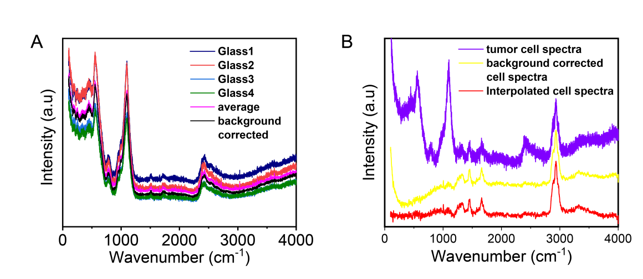 A
Intensity (a.u)
Glass1
Glass2
Glass3
Glass4
average
background
corrected
0
1000
2000
3000
4000
Wavenumber (cm-1)
B
Intensity (a.u)
tumor cell spectra
background corrected
cell spectra
Interpolated cell spectra
0
1000
2000
3000
4000
Wavenumber (cm-1)